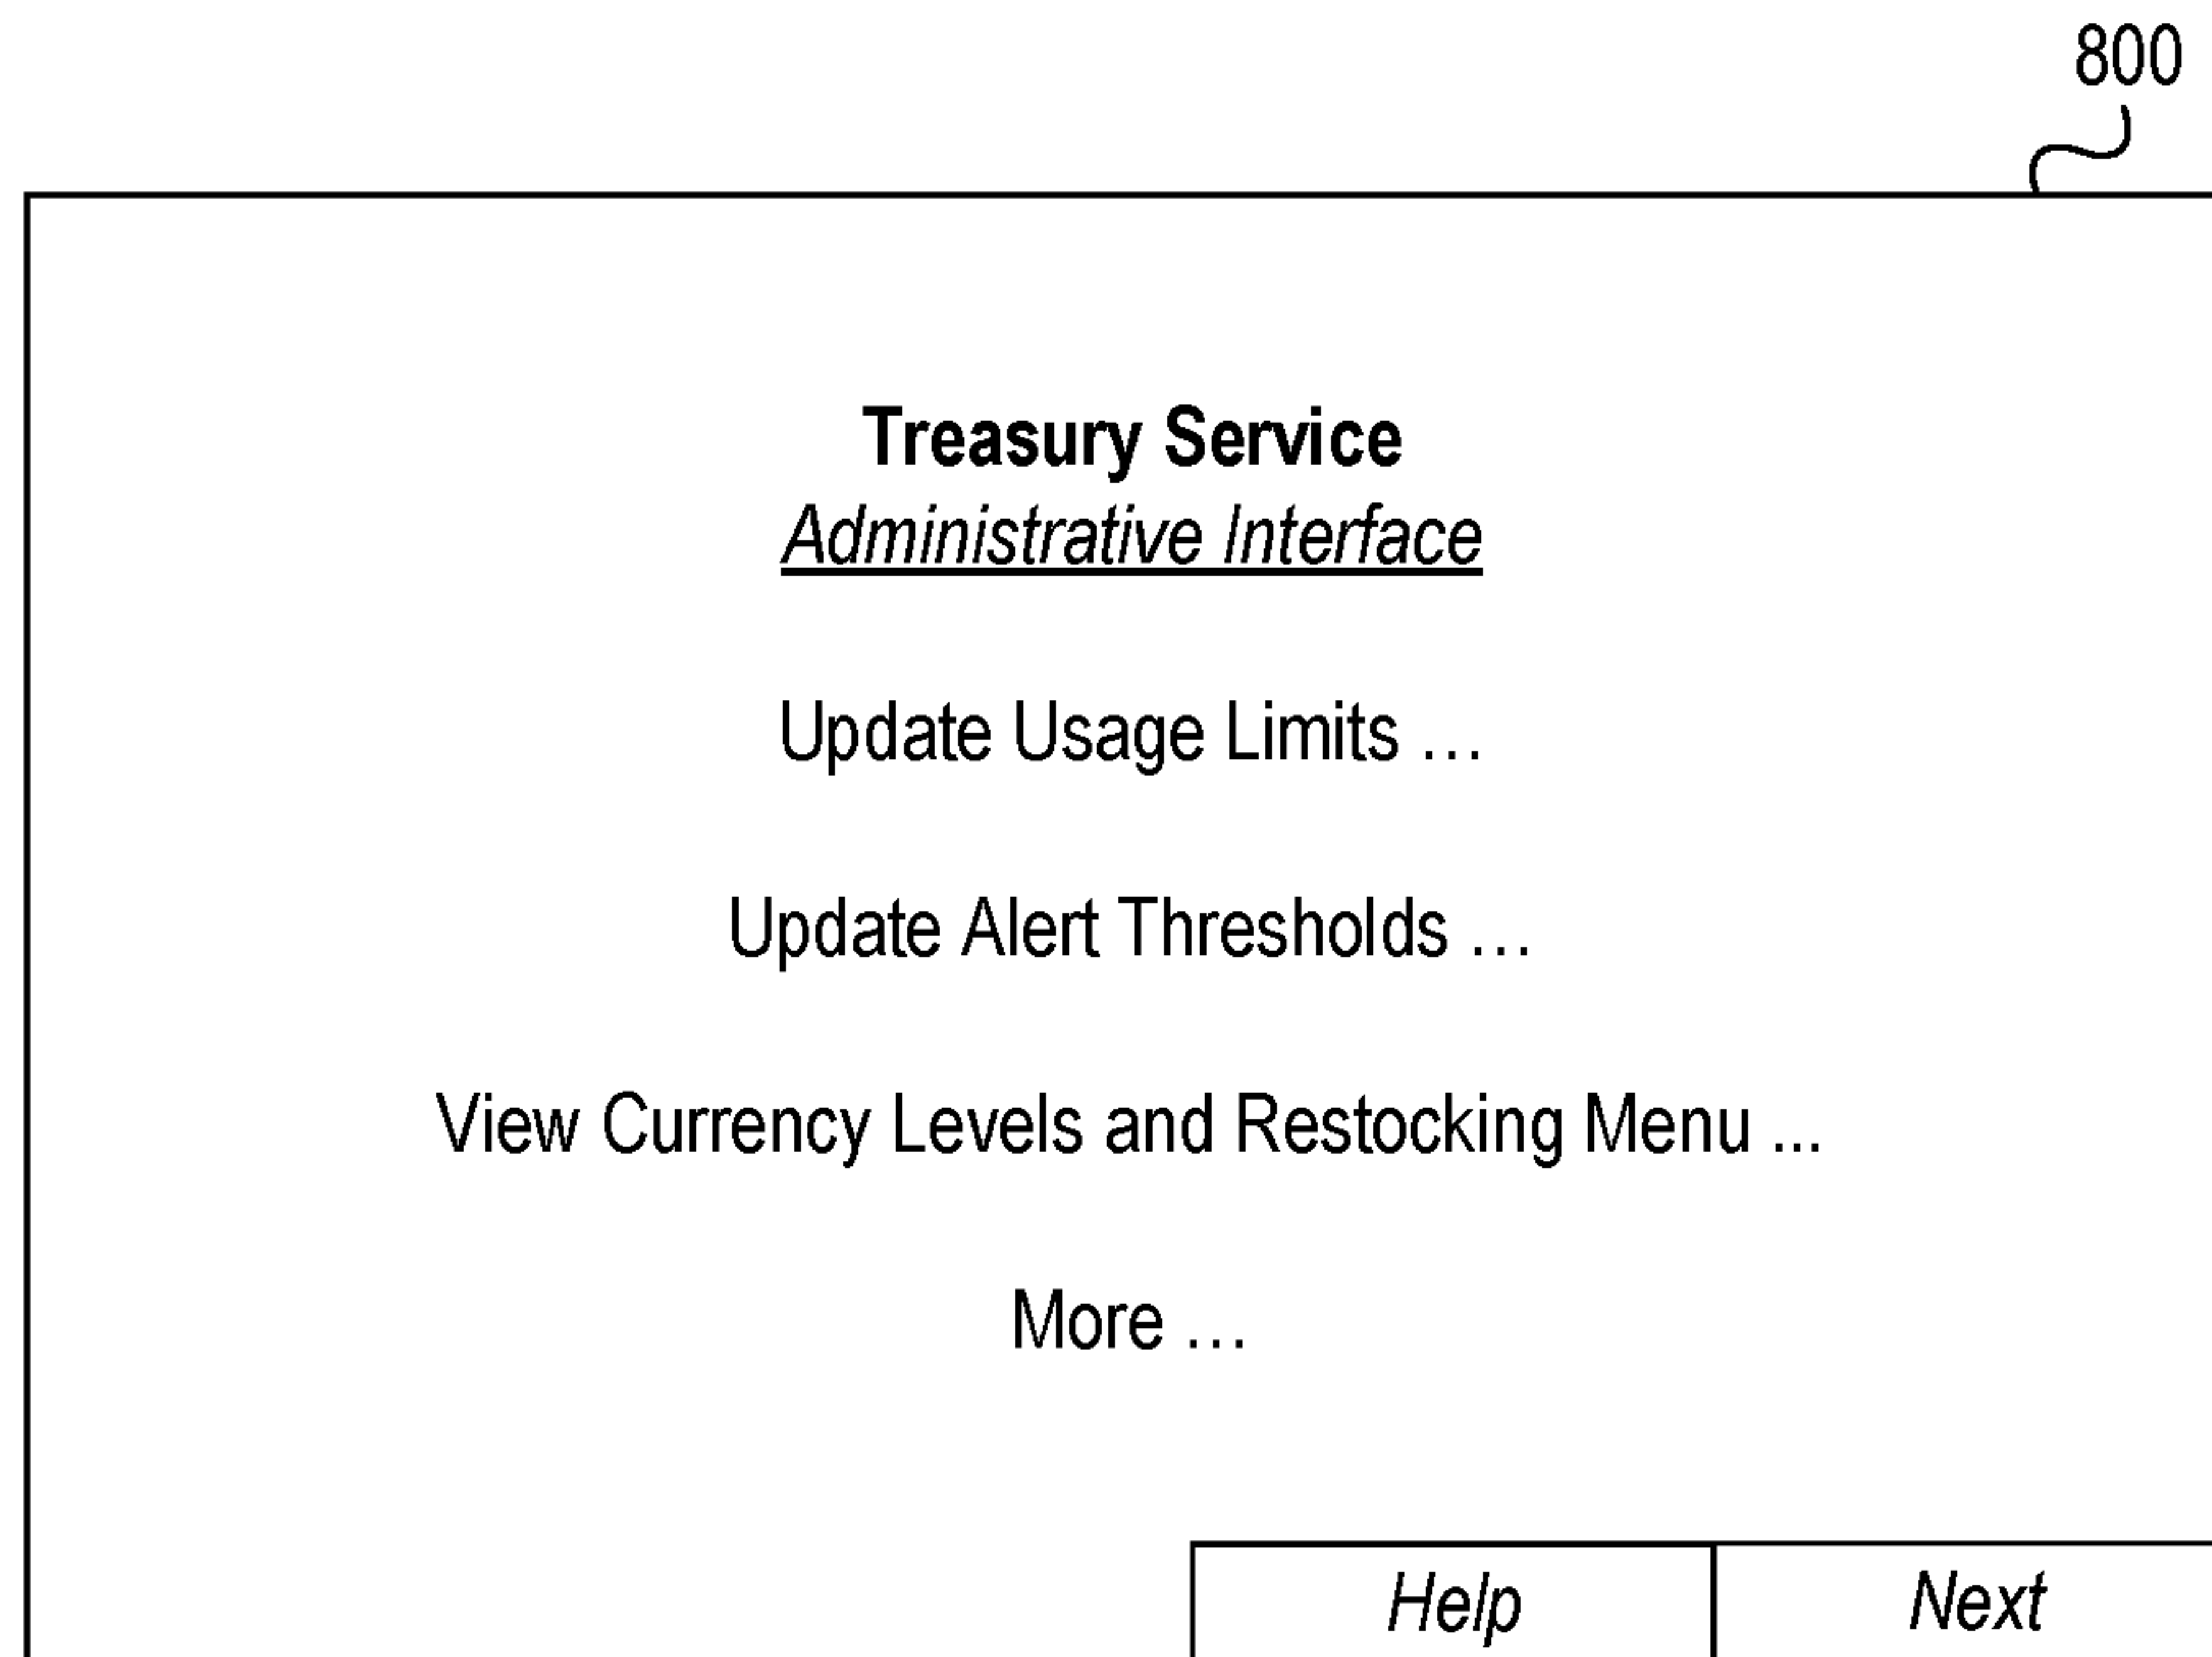 800
Treasury Service
Administrative Interface
Update Usage Limits ...
Update Alert Thresholds ...
View Currency Levels and Restocking Menu ...
More ...
Help
Next